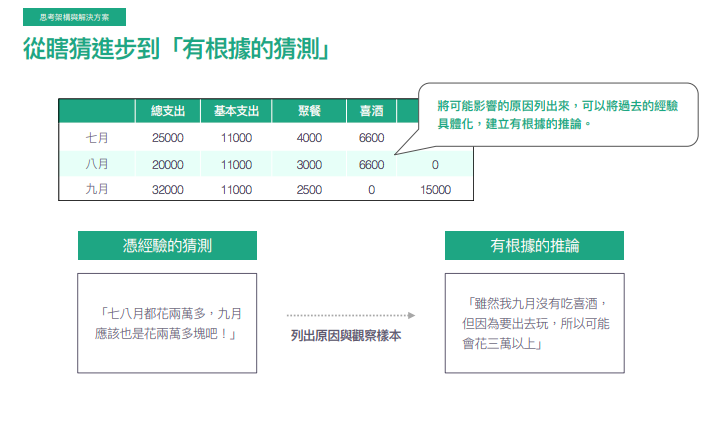 思考架構與解決方案
從瞎猜進步到「有根據的猜測」
將可能影響的原因列出來，可以將過去的經驗
具體化，建立有根據的推論。
總支出 基本支出 聚餐 喜酒
七月 25000 11000 4000 6600
八月 20000 11000 3000 6600 0
九月 32000 11000 2500 0 15000
憑經驗的猜測
有根據的推論
「七八月都花兩萬多，九月
應該也是花兩萬多塊吧！」
列出原因與觀察樣本
「雖然我九月沒有吃喜酒，
但因為要出去玩，所以可能
會花三萬以上」